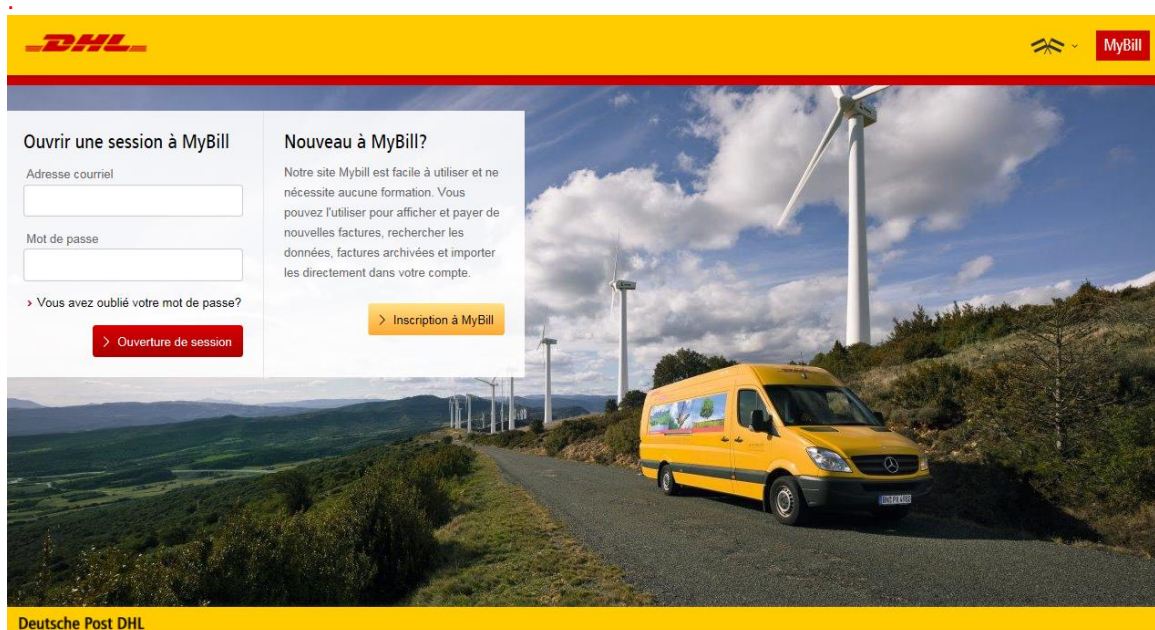 DHL
MyBill
Ouvrir une session à MyBill
Adresse courriel
Mot de passe
Vous avez oublié votre mot de passe?
Ouverture de session
Nouveau à MyBill?
Notre site Mybill est facile à utiliser et ne
nécessite aucune formation. Vous
pouvez l'utiliser pour afficher et payer de
nouvelles factures, rechercher les
données, factures archivées et importer
les directement dans votre compte.
Inscription à MyBill
Deutsche Post DHL